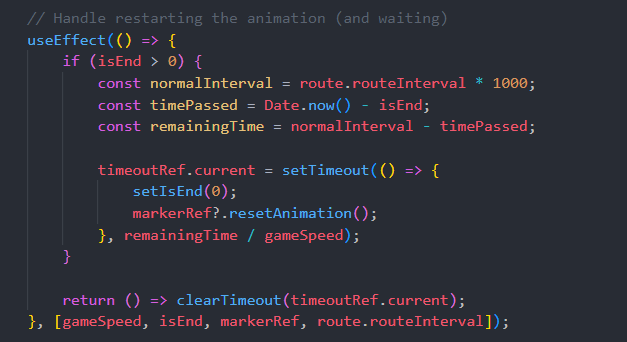 // Handle restarting the animation (and waiting)
useEffect(() => {
    if (isEnd > 0) {
        const normalInterval = route.routeInterval * 1000;
        const timePassed = Date.now() - isEnd;
        const remainingTime = normalInterval - timePassed;

        timeoutRef.current = setTimeout(() => {
            setIsEnd(0);
            markerRef?.resetAnimation();
        }, remainingTime / gameSpeed);
    }

    return () => clearTimeout(timeoutRef.current);
}, [gameSpeed, isEnd, markerRef, route.routeInterval]);